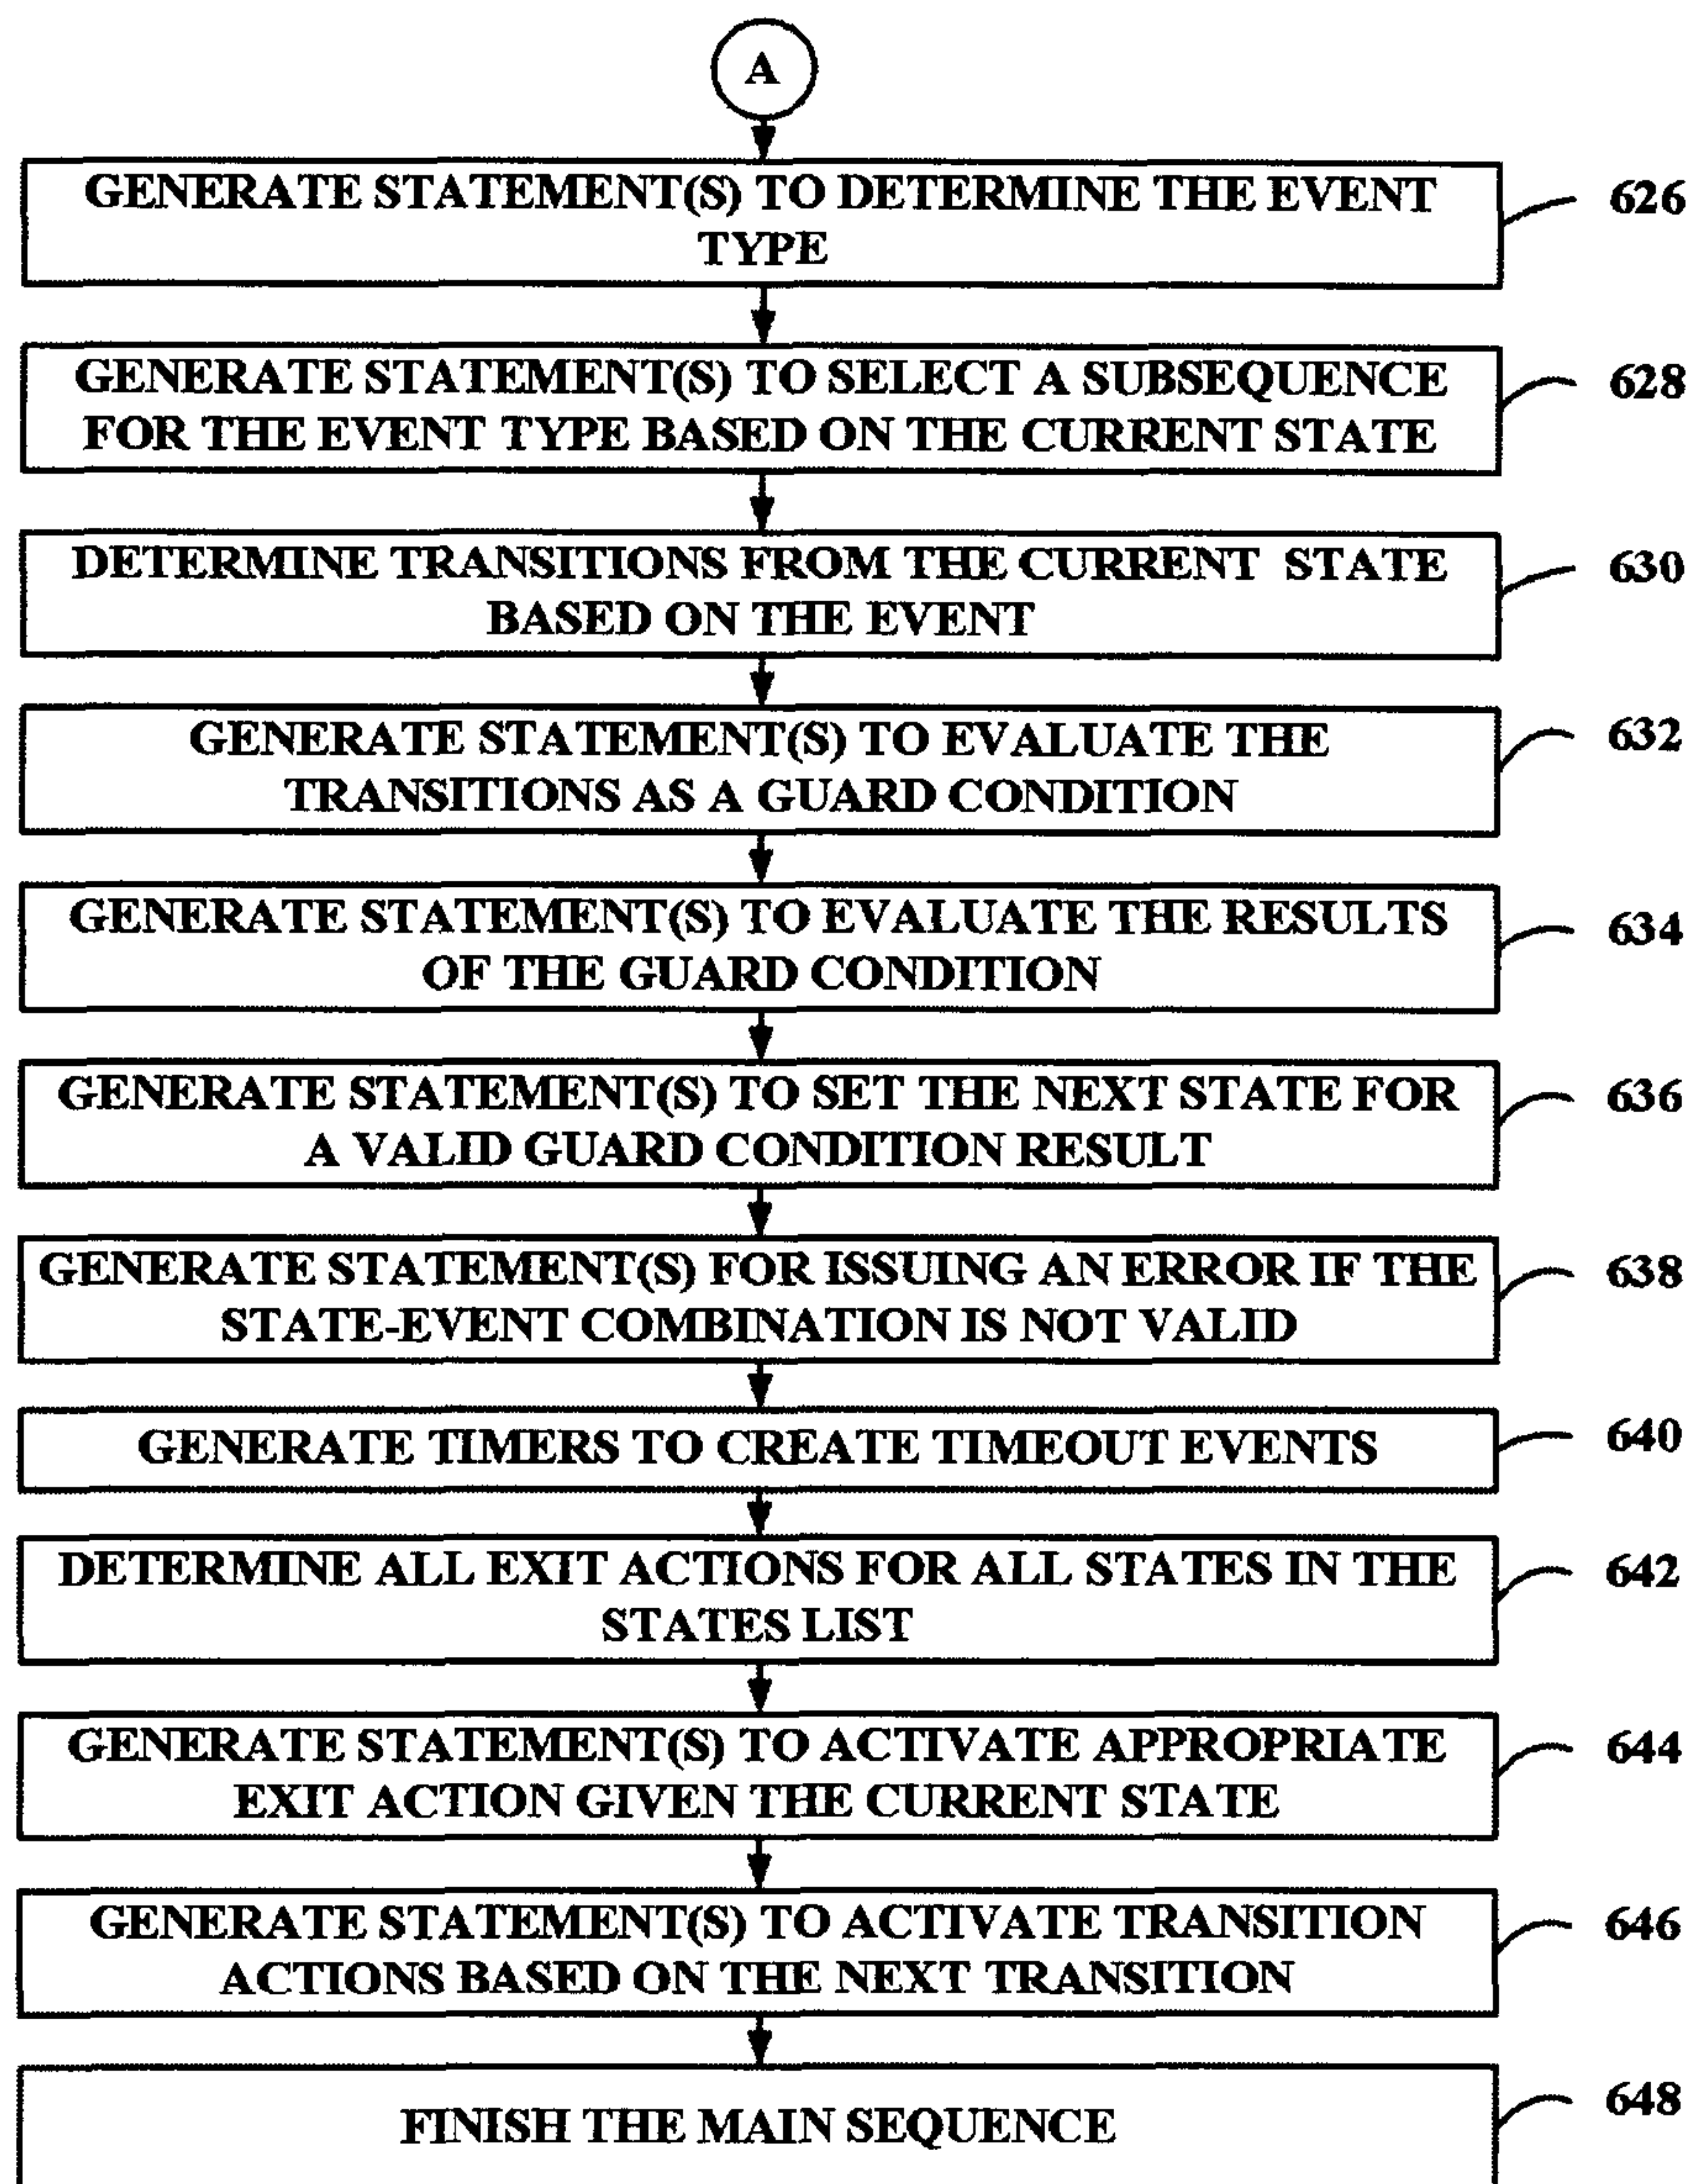 A
GENERATE STATEMENT(S) TO DETERMINE THE EVENT
TYPE
626
GENERATE STATEMENT(S) TO SELECT A SUBSEQUENCE
FOR THE EVENT TYPE BASED ON THE CURRENT STATE
628
DETERMINE TRANSITIONS FROM THE CURRENT STATE
BASED ON THE EVENT
630
GENERATE STATEMENT(S) TO EVALUATE THE
TRANSITIONS AS A GUARD CONDITION
632
GENERATE STATEMENT(S) TO EVALUATE THE RESULTS
OF THE GUARD CONDITION
634
GENERATE STATEMENT(S) TO SET THE NEXT STATE FOR
A VALID GUARD CONDITION RESULT
636
GENERATE STATEMENT(S) FOR ISSUING AN ERROR IF THE
STATE-EVENT COMBINATION IS NOT VALID
638
GENERATE TIMERS TO CREATE TIMEOUT EVENTS
640
DETERMINE ALL EXIT ACTIONS FOR ALL STATES IN THE
STATES LIST
642
GENERATE STATEMENT(S) TO ACTIVATE APPROPRIATE
EXIT ACTION GIVEN THE CURRENT STATE
644
GENERATE STATEMENT(S) TO ACTIVATE TRANSITION
ACTIONS BASED ON THE NEXT TRANSITION
646
FINISH THE MAIN SEQUENCE
648